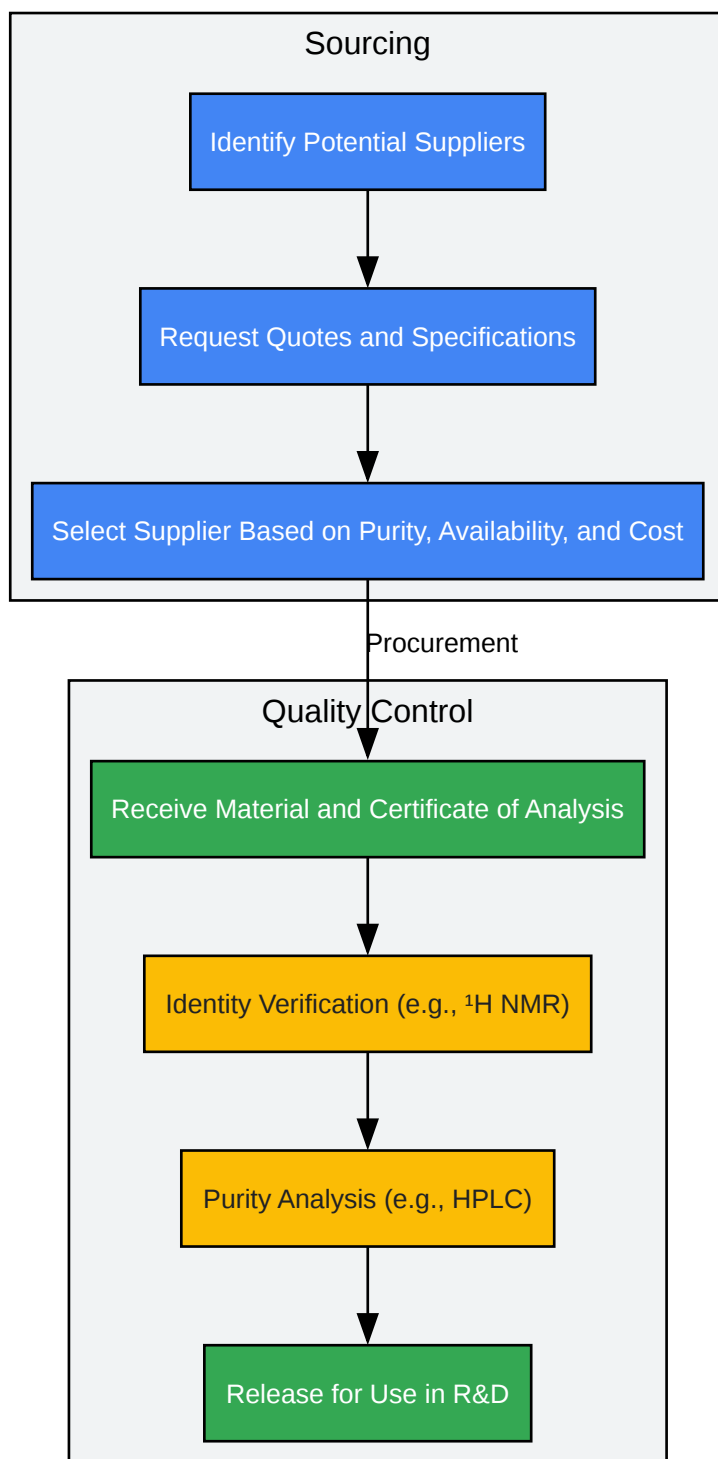 Sourcing
Identify Potential Suppliers
Request Quotes and Specifications
Select Supplier Based on Purity, Availability, and Cost
Procurement
Quality Control
Receive Material and Certificate of Analysis
Identity Verification (e.g., ¹H NMR)
Purity Analysis (e.g., HPLC)
Release for Use in R&D